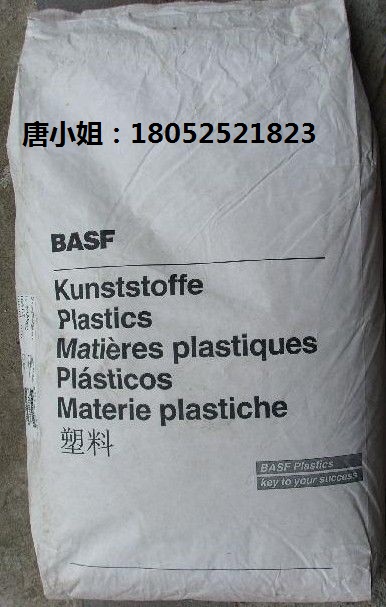 唐小姐：18052521823
BASF
Kunststoffe
Plastics
Matières plastiques
Plásticos
Materie plastiche
塑料
BASF Plastics
key to your success